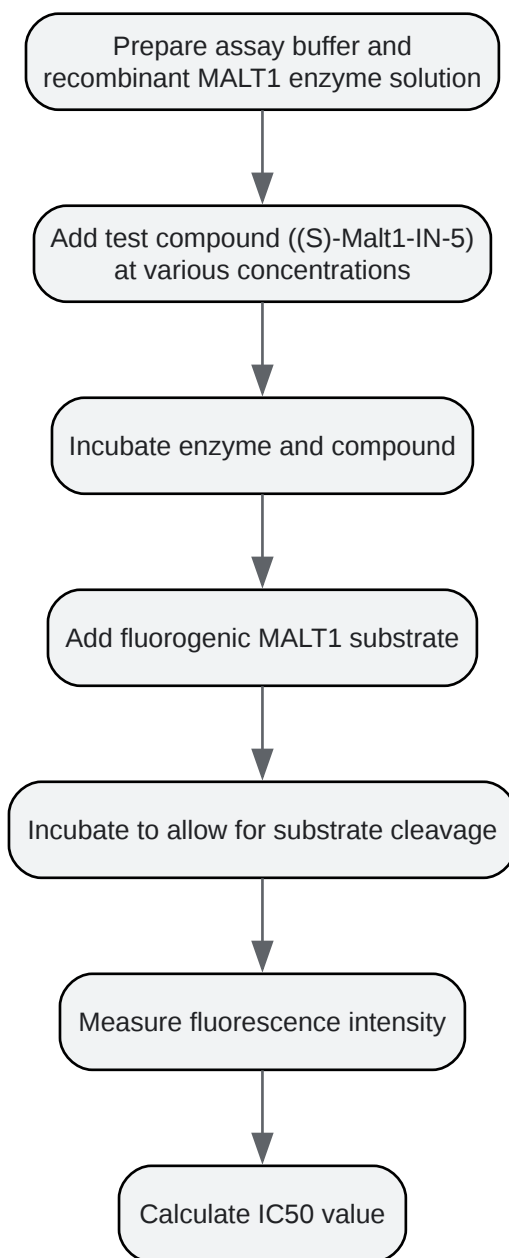 Prepare assay buffer and
recombinant MALT1 enzyme solution
Add test compound ((S)-Malt1-IN-5)
at various concentrations
Incubate enzyme and compound
Add fluorogenic MALT1 substrate
Incubate to allow for substrate cleavage
Measure fluorescence intensity
Calculate IC50 value